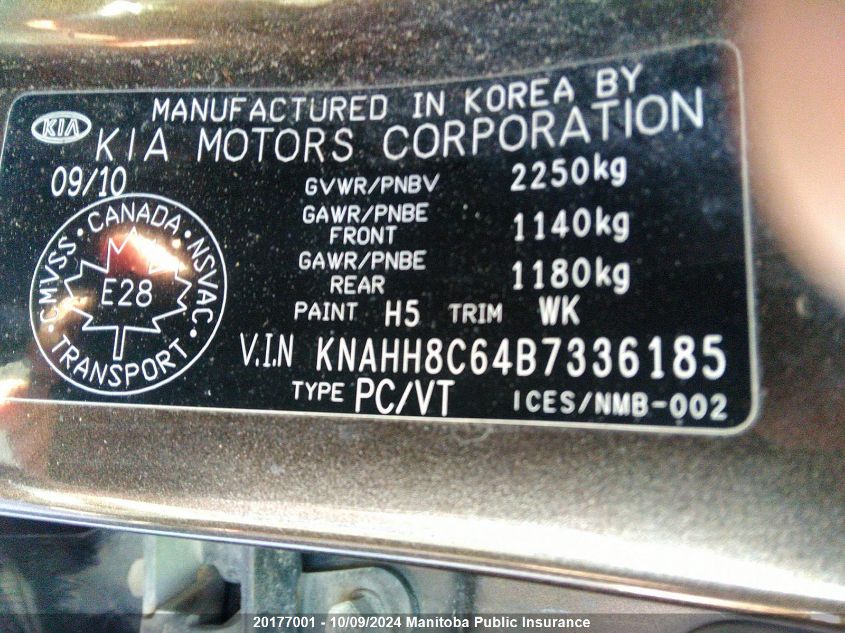 MANUFACTURED IN KOREA BY
KIA KIA MOTORS CORPORATION
09/10
GVWR/PNBV 2250kg
GAWR/PNBE FRONT 1140kg
GAWR/PNBE REAR 1180kg
PAINT H5 TRIM WK
V.I.N KNAHH8C64B7336185
TYPE PC/VT ICES/NMB-002
CMVSS · CANADA · NSVAC ·
E28
TRANSPORT
20177001 - 10/09/2024 Manitoba Public Insurance